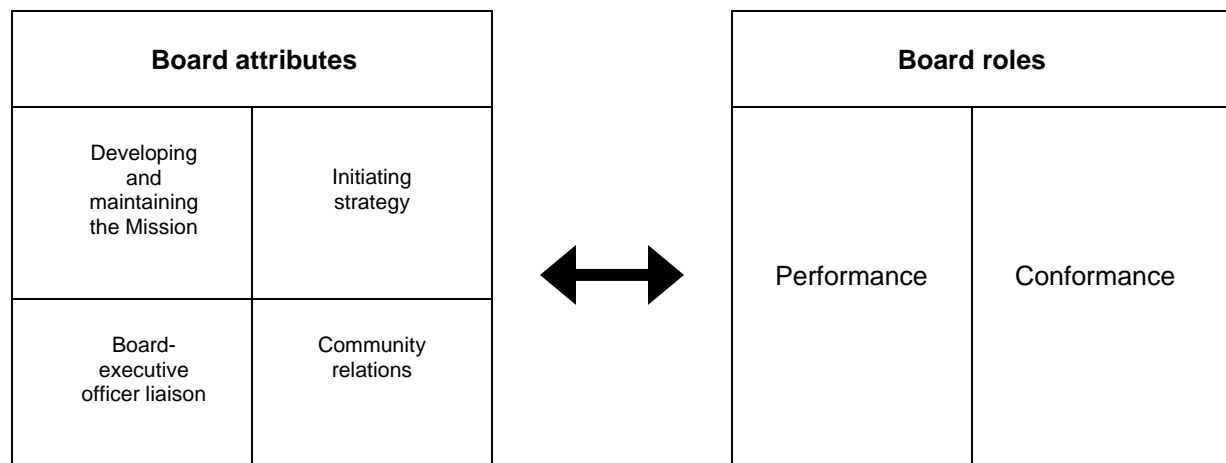 Board attributes
Developing
and
maintaining
the Mission
Initiating
strategy
Board-
executive
officer liaison
Community
relations
Board roles
Performance
Conformance